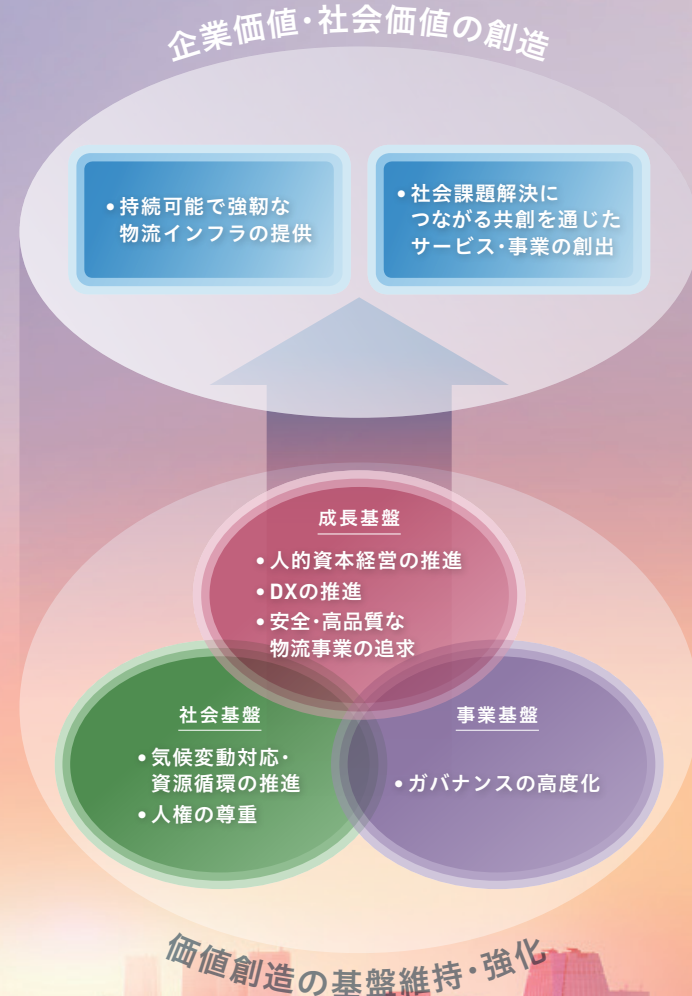 企業価値・社会価値の創造
•持続可能で強靭な
物流インフラの提供
•社会課題解決に
つながる共創を通じた
サービス・事業の創出
成長基盤
•人的資本経営の推進
•DXの推進
•安全・高品質な
物流事業の追求
社会基盤
•気候変動対応・
資源循環の推進
•人権の尊重
事業基盤
•ガバナンスの高度化
価値創造の基盤維持・強化